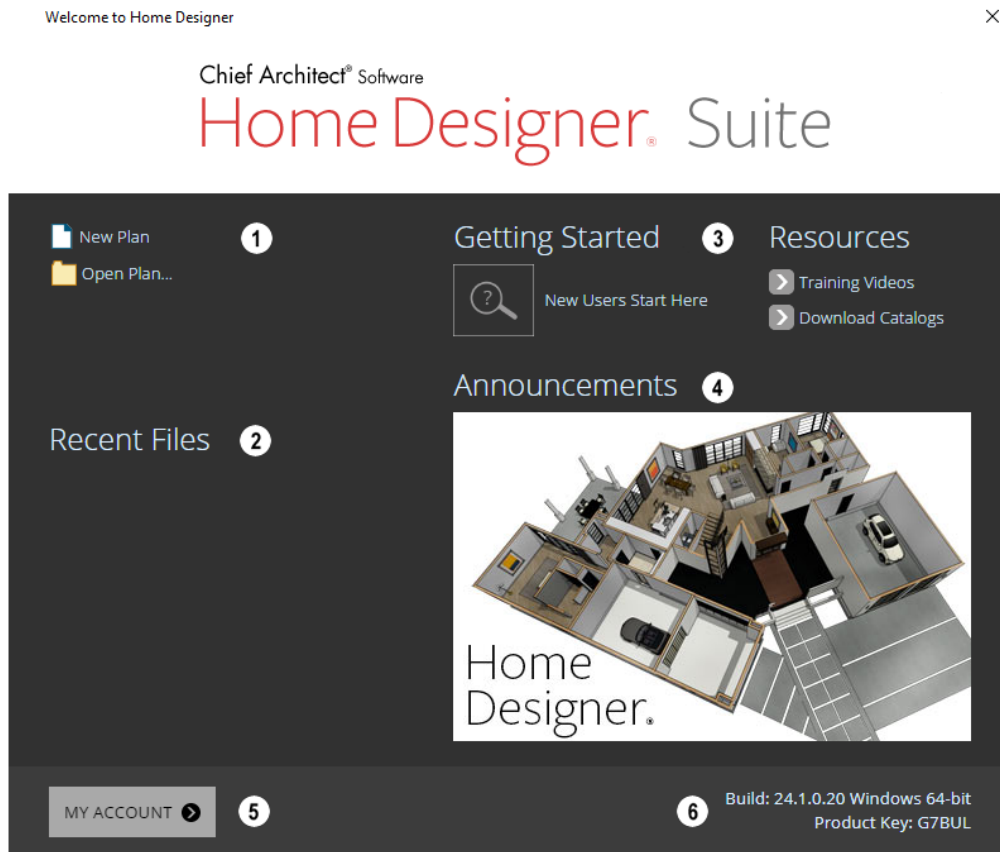 Welcome to Home Designer
Chief Architect® Software
Home Designer® Suite
New Plan
1
Open Plan...
Getting Started
3
New Users Start Here
Resources
Training Videos
Download Catalogs
Announcements
4
Recent Files
2
?
Home
Designer®
MY ACCOUNT
5
6
Build: 24.1.0.20 Windows 64-bit
Product Key: G7BUL